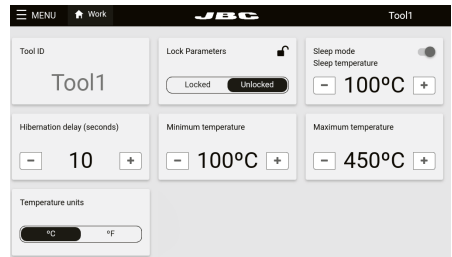 MENU Work JBC Tool1
Tool ID
Tool1
Lock Parameters
Locked Unlocked
Sleep mode
Sleep temperature
- 100ºC +
Hibernation delay (seconds)
- 10 +
Minimum temperature
- 100ºC +
Maximum temperature
- 450ºC +
Temperature units
ºC ºF